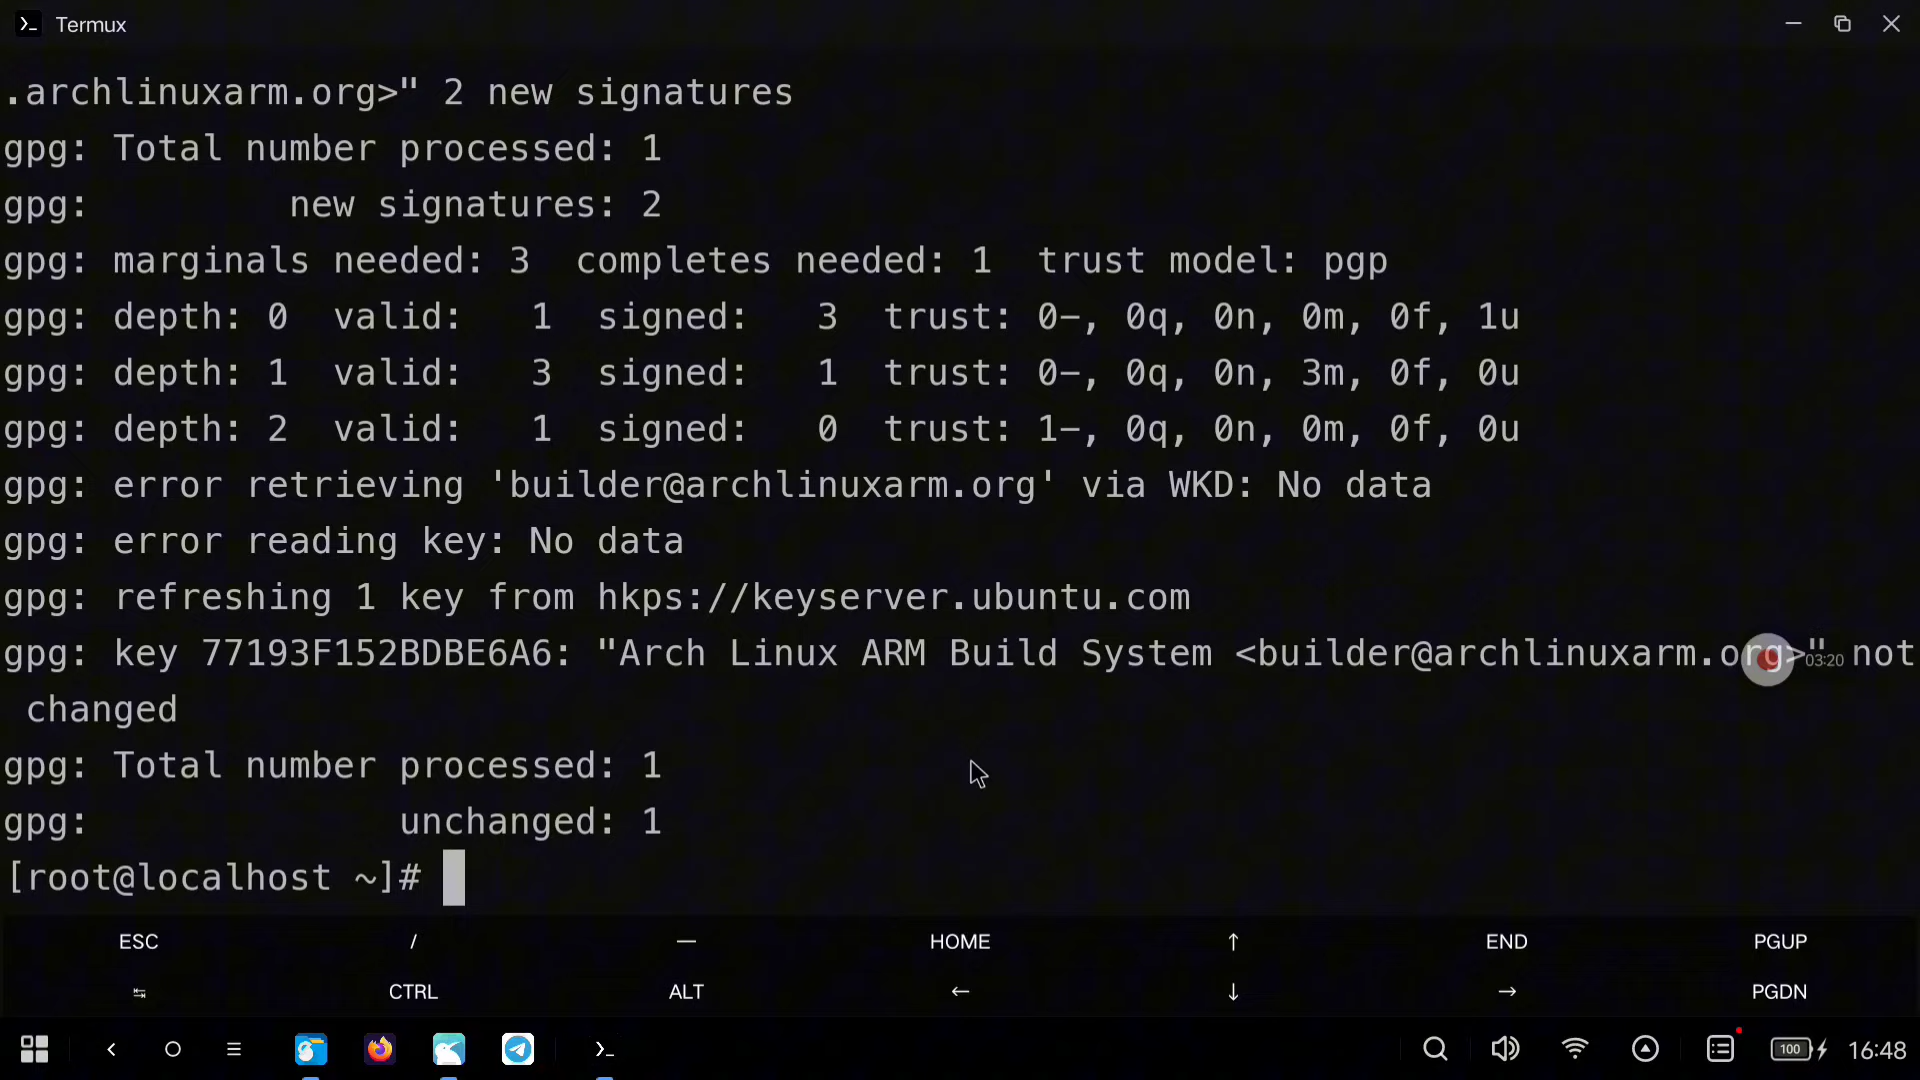 Termux
.archlinuxarm.org>" 2 new signatures
gpg: Total number processed: 1
gpg:         new signatures: 2
gpg: marginals needed: 3  completes needed: 1  trust model: pgp
gpg: depth: 0  valid:   1  signed:   3  trust: 0-, 0q, 0n, 0m, 0f, 1u
gpg: depth: 1  valid:   3  signed:   1  trust: 0-, 0q, 0n, 3m, 0f, 0u
gpg: depth: 2  valid:   1  signed:   0  trust: 1-, 0q, 0n, 0m, 0f, 0u
gpg: error retrieving 'builder@archlinuxarm.org' via WKD: No data
gpg: error reading key: No data
gpg: refreshing 1 key from hkps://keyserver.ubuntu.com
gpg: key 77193F152BDBE6A6: "Arch Linux ARM Build System <builder@archlinuxarm.org>" not
 changed
03:20
gpg: Total number processed: 1
gpg:              unchanged: 1
[root@localhost ~]#
ESC / — HOME ↑ END PGUP
↹ CTRL ALT ← ↓ → PGDN
100 16:48